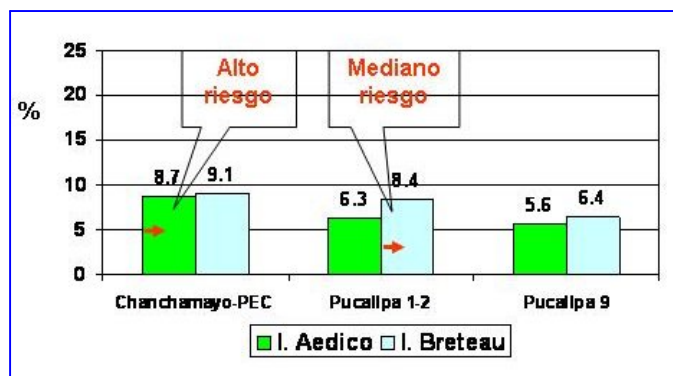 25
20
15
10
5
0
%
Alto
riesgo
Mediano
riesgo
8.7
9.1
6.3
8.4
5.6
6.4
Chanchamayo-PEC
Pucallpa 1-2
Pucallpa 9
I. Aedico
I. Breteau